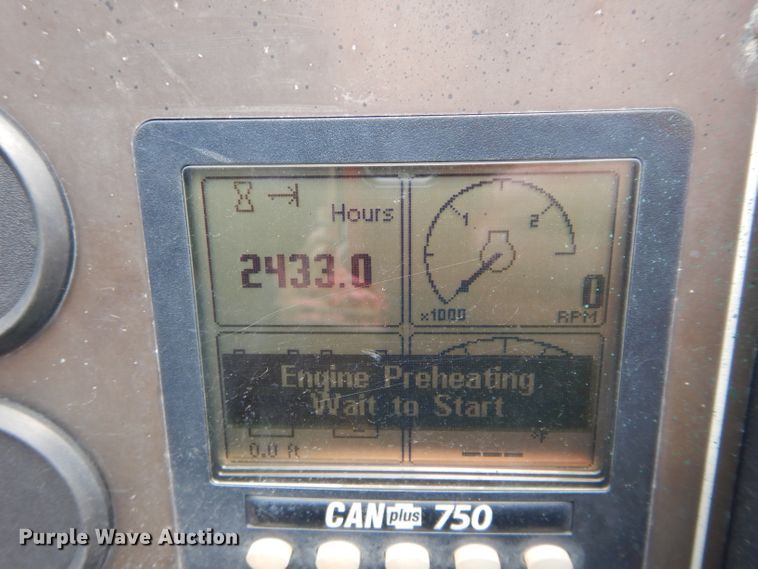 Hours
2433.0
1 2
0
x1000 RPM
Engine Preheating
Wait to Start
0.0 ft
°F
CAN plus 750
Purple Wave Auction